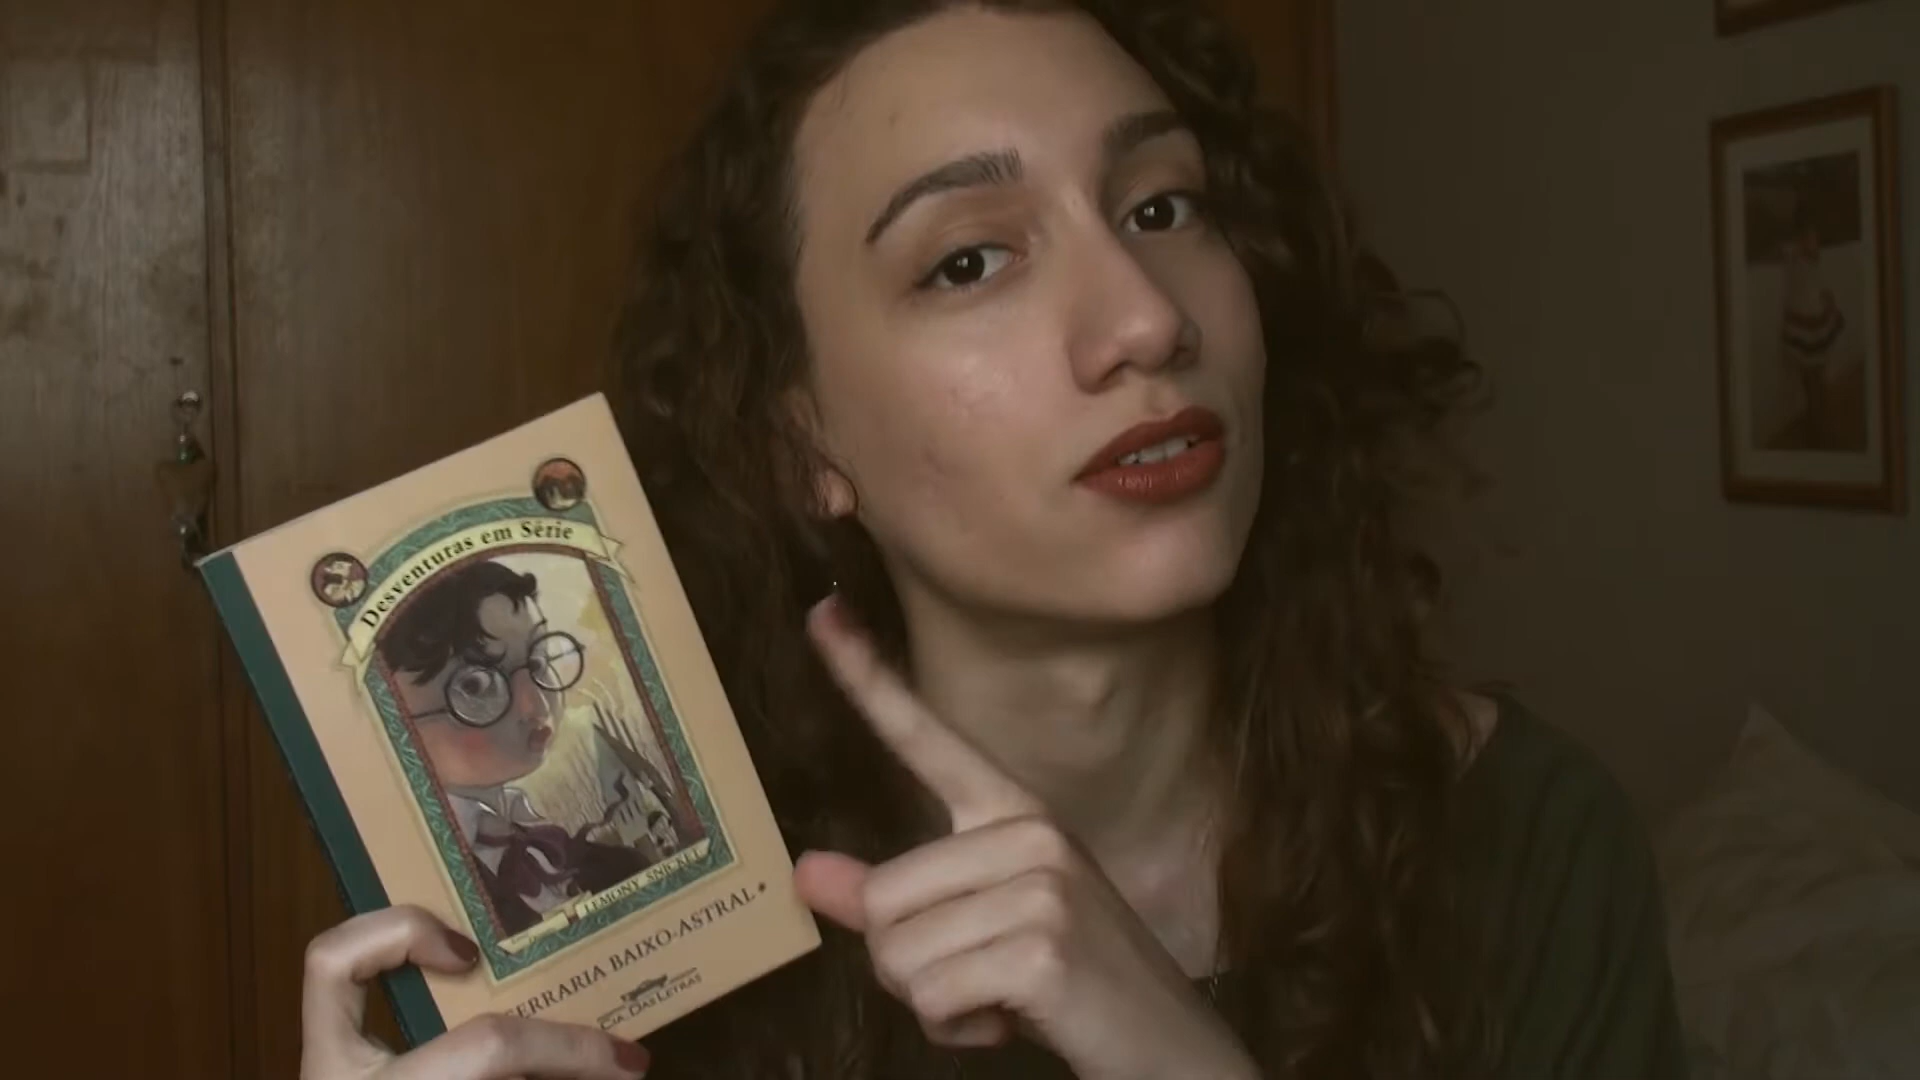 Desventuras em Série
LEMONY SNICKET
SERRARIA BAIXO-ASTRAL
CIA. DAS LETRAS